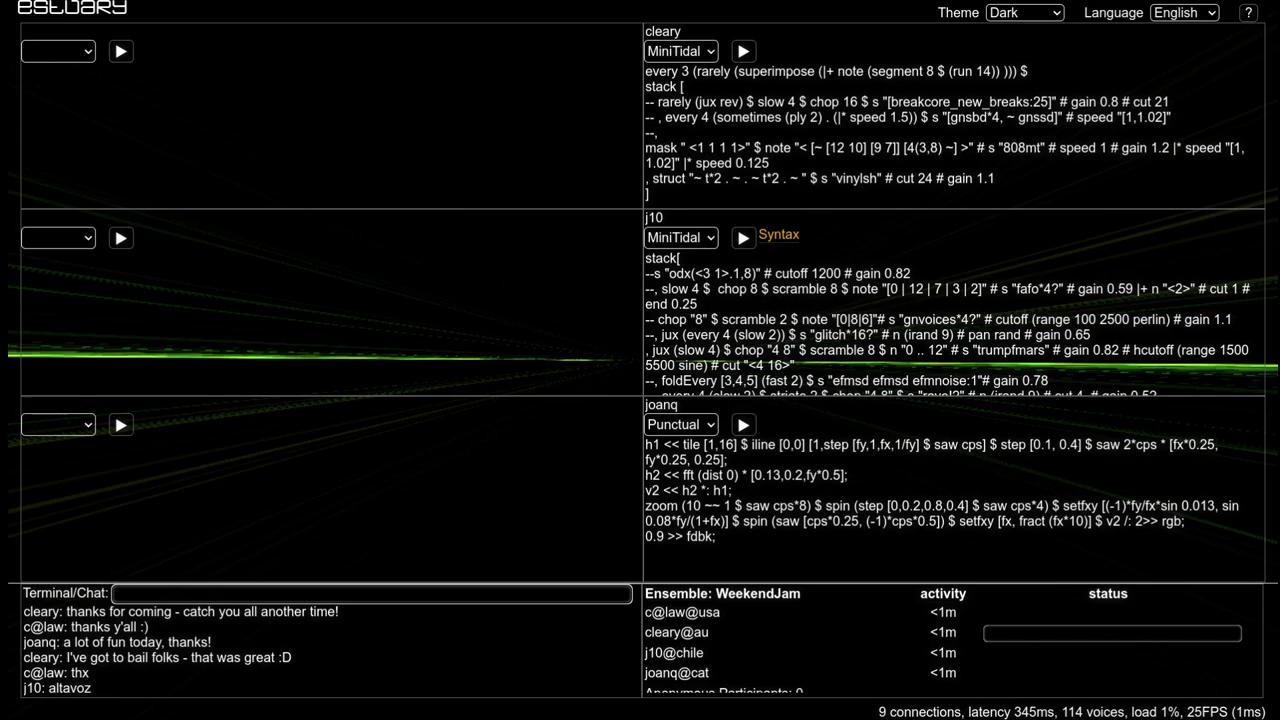 estuary
Theme Dark Language English ?
cleary
MiniTidal
every 3 (rarely (superimpose (|+ note (segment 8 $ (run 14)) ))) $
stack [
-- rarely (jux rev) $ slow 4 $ chop 16 $ s "[breakcore_new_breaks:25]" # gain 0.8 # cut 21
-- , every 4 (sometimes (ply 2) . (|* speed 1.5)) $ s "[gnsbd*4, ~ gnssd]" # speed "[1,1.02]"
--,
mask " <1 1 1 1>" $ note "< [~ [12 10] [9 7]] [4(3,8) ~] >" # s "808mt" # speed 1 # gain 1.2 |* speed "[1,
1.02]" |* speed 0.125
, struct "~ t*2 . ~ . ~ t*2 . ~ " $ s "vinylsh" # cut 24 # gain 1.1
]
j10
MiniTidal Syntax
stack[
--s "odx(<3 1>.1,8)" # cutoff 1200 # gain 0.82
--, slow 4 $ chop 8 $ scramble 8 $ note "[0 | 12 | 7 | 3 | 2]" # s "fafo*4?" # gain 0.59 |+ n "<2>" # cut 1 #
end 0.25
-- chop "8" $ scramble 2 $ note "[0|8|6]"# s "gnvoices*4?" # cutoff (range 100 2500 perlin) # gain 1.1
--, jux (every 4 (slow 2)) $ s "glitch*16?" # n (irand 9) # pan rand # gain 0.65
, jux (slow 4) $ chop "4 8" $ scramble 8 $ n "0 .. 12" # s "trumpfmars" # gain 0.82 # hcutoff (range 1500
5500 sine) # cut "<4 16>"
--, foldEvery [3,4,5] (fast 2) $ s "efmsd efmsd efmnoise:1"# gain 0.78
joanq
Punctual
h1 << tile [1,16] $ iline [0,0] [1,step [fy,1,fx,1/fy] $ saw cps] $ step [0.1, 0.4] $ saw 2*cps * [fx*0.25,
fy*0.25, 0.25];
h2 << fft (dist 0) * [0.13,0.2,fy*0.5];
v2 << h2 *: h1;
zoom (10 ~~ 1 $ saw cps*8) $ spin (step [0,0.2,0.8,0.4] $ saw cps*4) $ setfxy [(-1)*fy/fx*sin 0.013, sin
0.08*fy/(1+fx)] $ spin (saw [cps*0.25, (-1)*cps*0.5]) $ setfxy [fx, fract (fx*10)] $ v2 /: 2>> rgb;
0.9 >> fdbk;
Terminal/Chat:
cleary: thanks for coming - catch you all another time!
c@law: thanks y'all :)
joanq: a lot of fun today, thanks!
cleary: I've got to bail folks - that was great :D
c@law: thx
j10: altavoz
Ensemble: WeekendJam activity status
c@law@usa <1m
cleary@au <1m
j10@chile <1m
joanq@cat <1m
Anonymous Participants: 0
9 connections, latency 345ms, 114 voices, load 1%, 25FPS (1ms)